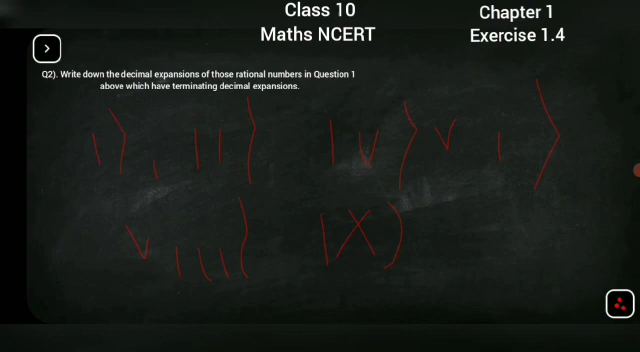 Class 10
Maths NCERT
Chapter 1
Exercise 1.4
Q2). Write down the decimal expansions of those rational numbers in Question 1
above which have terminating decimal expansions.
i) iii) iv) vi)
viii) ix)